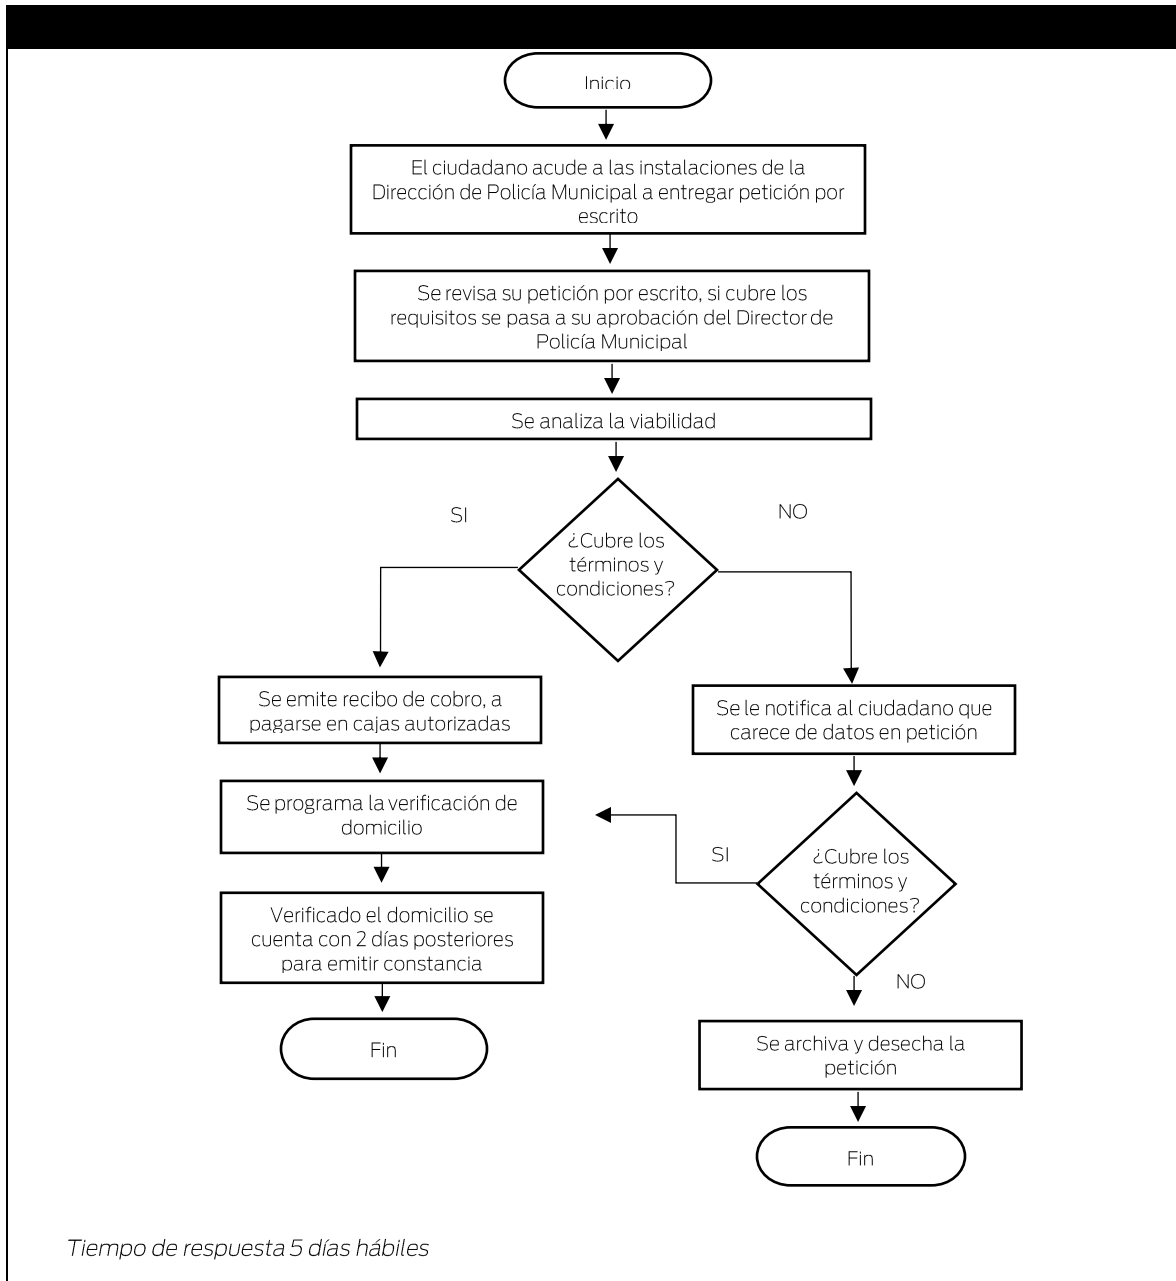 Inicio
El ciudadano acude a las instalaciones de la
Dirección de Policía Municipal a entregar petición por
escrito
Se revisa su petición por escrito, si cubre los
requisitos se pasa a su aprobación del Director de
Policía Municipal
Se analiza la viabilidad
SI
NO
¿Cubre los
términos y
condiciones?
Se emite recibo de cobro, a
pagarse en cajas autorizadas
Se le notifica al ciudadano que
carece de datos en petición
Se programa la verificación de
domicilio
SI
¿Cubre los
términos y
condiciones?
Verificado el domicilio se
cuenta con 2 días posteriores
para emitir constancia
NO
Fin
Se archiva y desecha la
petición
Fin
Tiempo de respuesta 5 días hábiles